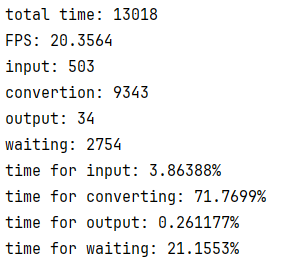 total time: 13018
FPS: 20.3564
input: 503
convertion: 9343
output: 34
waiting: 2754
time for input: 3.86388%
time for converting: 71.7699%
time for output: 0.261177%
time for waiting: 21.1553%